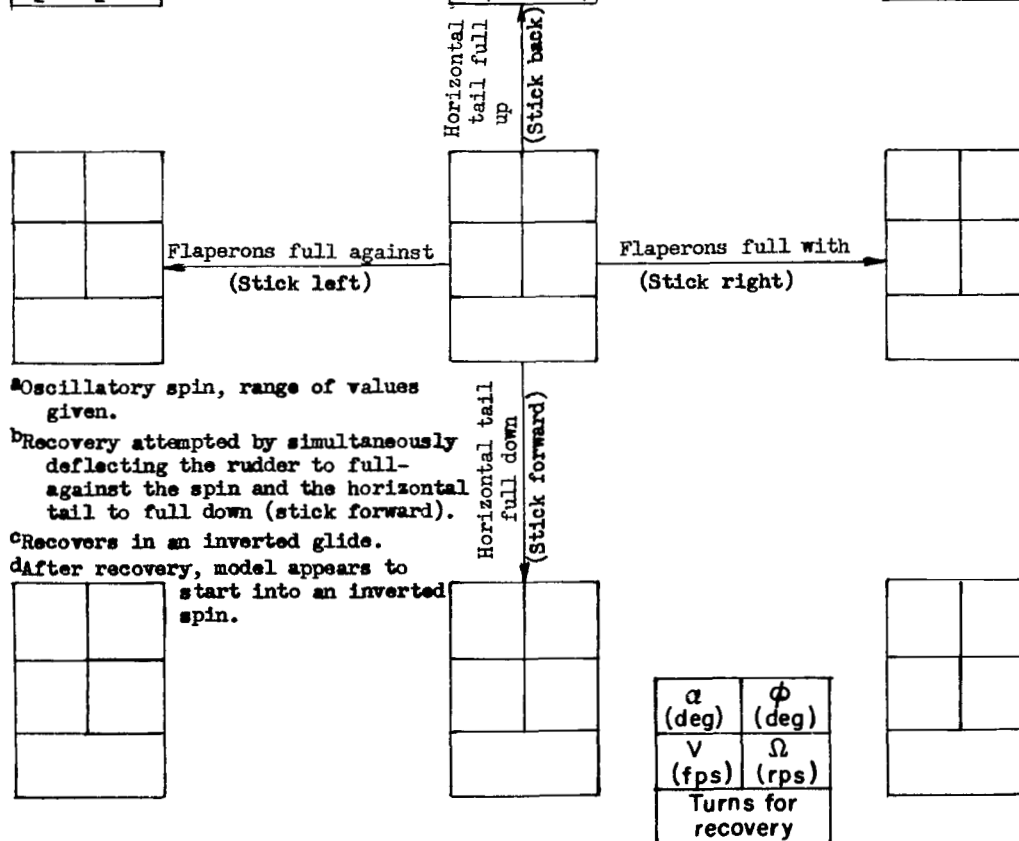 Horizontal
tail full
up
(Stick back)
Flaperons full against
(Stick left)
Flaperons full with
(Stick right)
aOscillatory spin, range of values
given.
bRecovery attempted by simultaneously
deflecting the rudder to full-
against the spin and the horizontal
tail to full down (stick forward).
cRecovers in an inverted glide.
dAfter recovery, model appears to
start into an inverted
spin.
Horizontal tail
full down
(Stick forward)
α ϕ
(deg) (deg)
V Ω
(fps) (rps)
Turns for
recovery